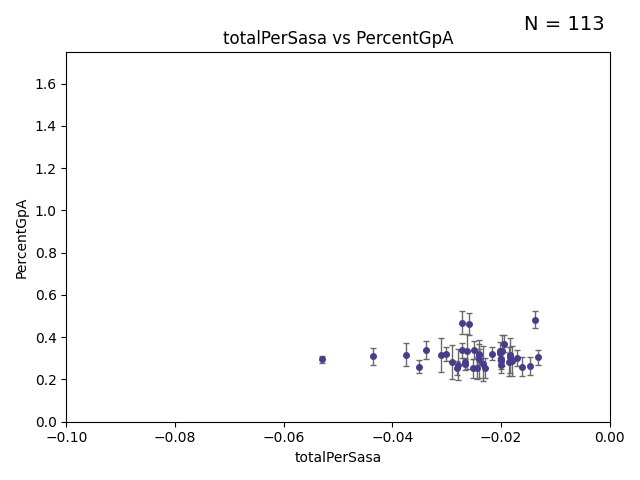 N = 113
totalPerSasa vs PercentGpA
PercentGpA
1.6
1.4
1.2
1.0
0.8
0.6
0.4
0.2
0.0
−0.10 −0.08 −0.06 −0.04 −0.02 0.00
totalPerSasa